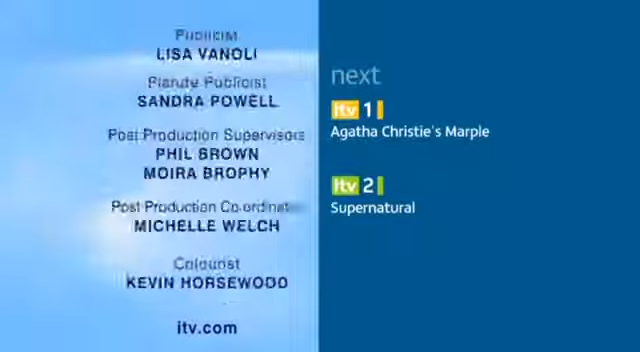 Publicist
LISA VANOLI
Granada Publicist
SANDRA POWELL
Post Production Supervisors
PHIL BROWN
MOIRA BROPHY
Post Production Co-ordinator
MICHELLE WELCH
Colourist
KEVIN HORSEWOOD
itv.com
next
itv 1
Agatha Christie's Marple
itv 2
Supernatural